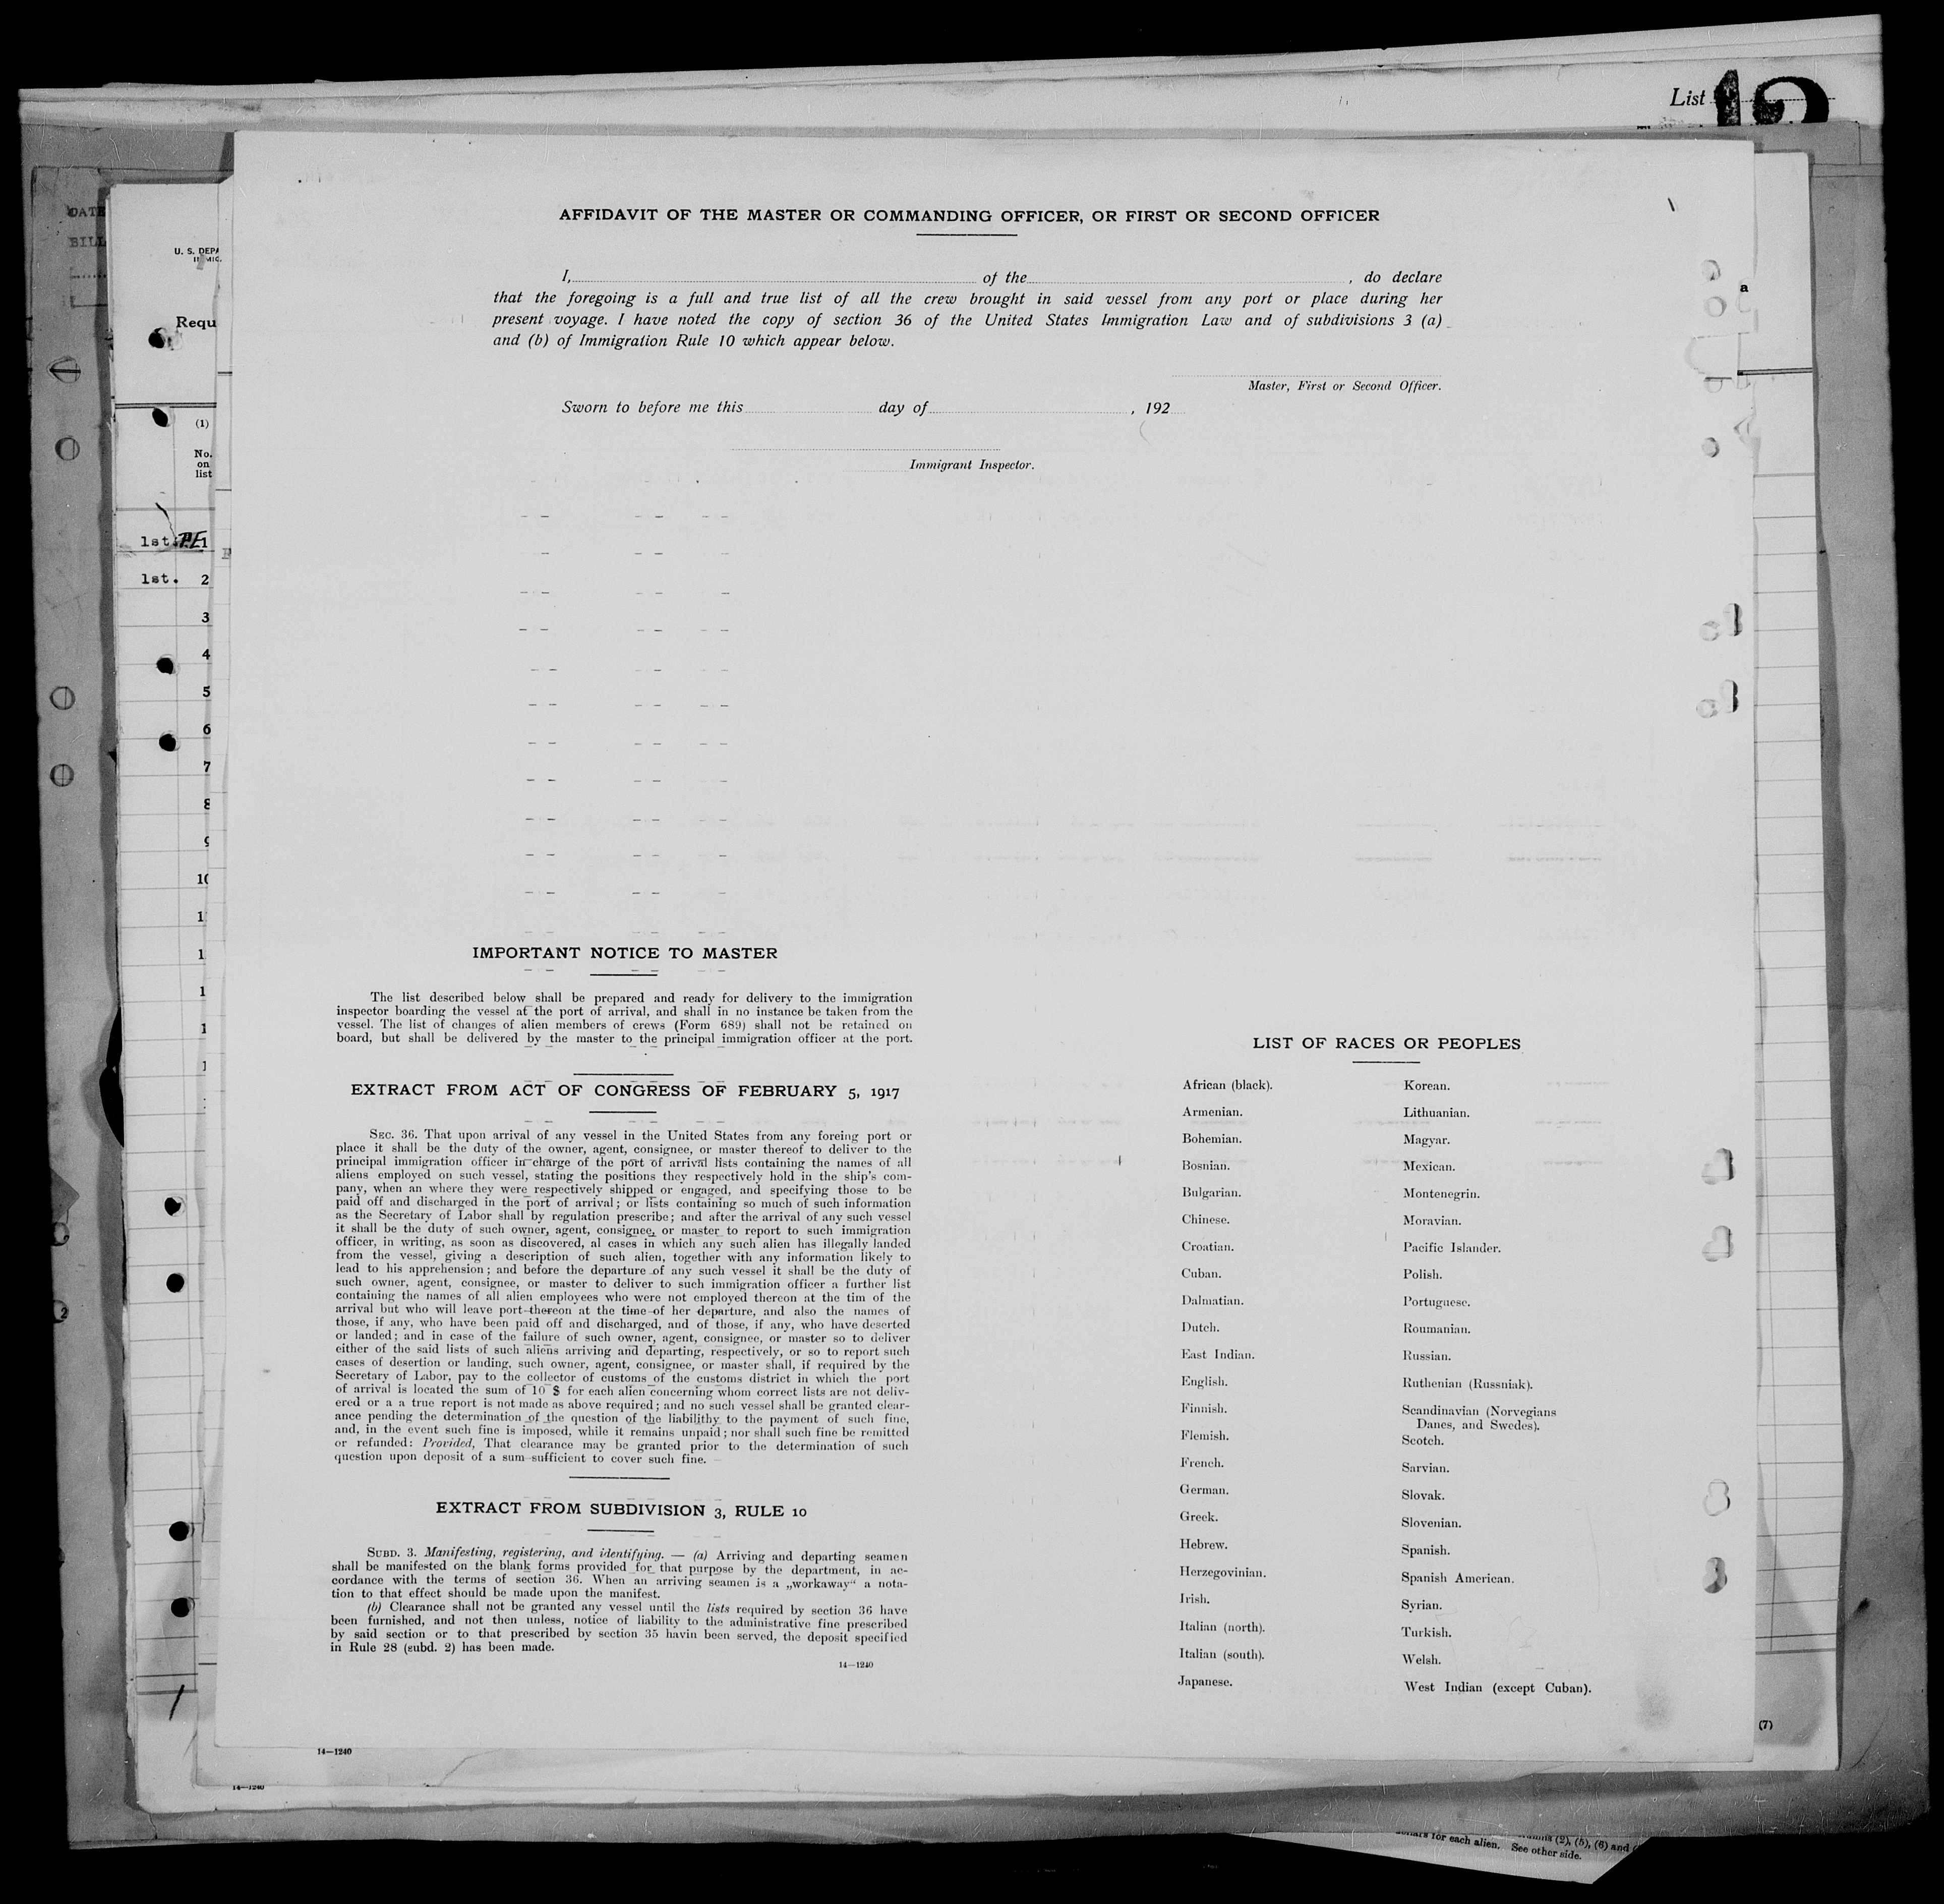 List
12
DATE
BILL
U. S. DEPA
Requ
(1)
No.
on
list
1st
P.E
1
1st. 2
3
4
5
6
7
8
9
10
a
AFFIDAVIT OF THE MASTER OR COMMANDING OFFICER, OR FIRST OR SECOND OFFICER
I, of the , do declare
that the foregoing is a full and true list of all the crew brought in said vessel from any port or place during her
present voyage. I have noted the copy of section 36 of the United States Immigration Law and of subdivisions 3 (a)
and (b) of Immigration Rule 10 which appear below.
Master, First or Second Officer.
Sworn to before me this day of , 192
Immigrant Inspector.
IMPORTANT NOTICE TO MASTER
The list described below shall be prepared and ready for delivery to the immigration
inspector boarding the vessel at the port of arrival, and shall in no instance be taken from the
vessel. The list of changes of alien members of crews (Form 689) shall not be retained on
board, but shall be delivered by the master to the principal immigration officer at the port.
EXTRACT FROM ACT OF CONGRESS OF FEBRUARY 5, 1917
SEC. 36. That upon arrival of any vessel in the United States from any foreing port or
place it shall be the duty of the owner, agent, consignee, or master thereof to deliver to the
principal immigration officer in charge of the port of arrival lists containing the names of all
aliens employed on such vessel, stating the positions they respectively hold in the ship's com-
pany, when an where they were respectively shipped or engaged, and specifying those to be
paid off and discharged in the port of arrival; or lists containing so much of such information
as the Secretary of Labor shall by regulation prescribe; and after the arrival of any such vessel
it shall be the duty of such owner, agent, consignee, or master to report to such immigration
officer, in writing, as soon as discovered, al cases in which any such alien has illegally landed
from the vessel, giving a description of such alien, together with any information likely to
lead to his apprehension; and before the departure of any such vessel it shall be the duty of
such owner, agent, consignee, or master to deliver to such immigration officer a further list
containing the names of all alien employees who were not employed thereon at the tim of the
arrival but who will leave port thereon at the time of her departure, and also the names of
those, if any, who have been paid off and discharged, and of those, if any, who have deserted
or landed; and in case of the failure of such owner, agent, consignee, or master so to deliver
either of the said lists of such aliens arriving and departing, respectively, or so to report such
cases of desertion or landing, such owner, agent, consignee, or master shall, if required by the
Secretary of Labor, pay to the collector of customs of the customs district in which the port
of arrival is located the sum of 10 $ for each alien concerning whom correct lists are not deliv-
ered or a a true report is not made as above required; and no such vessel shall be granted clear-
ance pending the determination of the question of the liabilithy to the payment of such fine,
and, in the event such fine is imposed, while it remains unpaid; nor shall such fine be remitted
or refunded: Provided, That clearance may be granted prior to the determination of such
question upon deposit of a sum sufficient to cover such fine.
EXTRACT FROM SUBDIVISION 3, RULE 10
SUBD. 3. Manifesting, registering, and identifying. — (a) Arriving and departing seamen
shall be manifested on the blank forms provided for that purpose by the department, in ac-
cordance with the terms of section 36. When an arriving seamen is a „workaway“ a nota-
tion to that effect should be made upon the manifest.
(b) Clearance shall not be granted any vessel until the lists required by section 36 have
been furnished, and not then unless, notice of liability to the administrative fine prescribed
by said section or to that prescribed by section 35 havin been served, the deposit specified
in Rule 28 (subd. 2) has been made.
14—1240
LIST OF RACES OR PEOPLES
African (black).
Armenian.
Bohemian.
Bosnian.
Bulgarian.
Chinese.
Croatian.
Cuban.
Dalmatian.
Dutch.
East Indian.
English.
Finnish.
Flemish.
French.
German.
Greek.
Hebrew.
Herzegovinian.
Irish.
Italian (north).
Italian (south).
Japanese.
Korean.
Lithuanian.
Magyar.
Mexican.
Montenegrin.
Moravian.
Pacific Islander.
Polish.
Portuguese.
Roumanian.
Russian.
Ruthenian (Russniak).
Scandinavian (Norvegians
Danes, and Swedes).
Scotch.
Sarvian.
Slovak.
Slovenian.
Spanish.
Spanish American.
Syrian.
Turkish.
Welsh.
West Indian (except Cuban).
(7)
14—1240
14—1240
for each alien. (2), (5), (6) and
See other side.